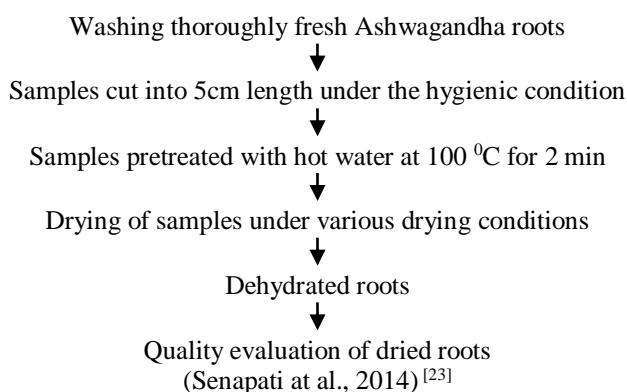 Washing thoroughly fresh Ashwagandha roots
Samples cut into 5cm length under the hygienic condition
Samples pretreated with hot water at 100 ⁰C for 2 min
Drying of samples under various drying conditions
Dehydrated roots
Quality evaluation of dried roots
(Senapati at al., 2014) [23]